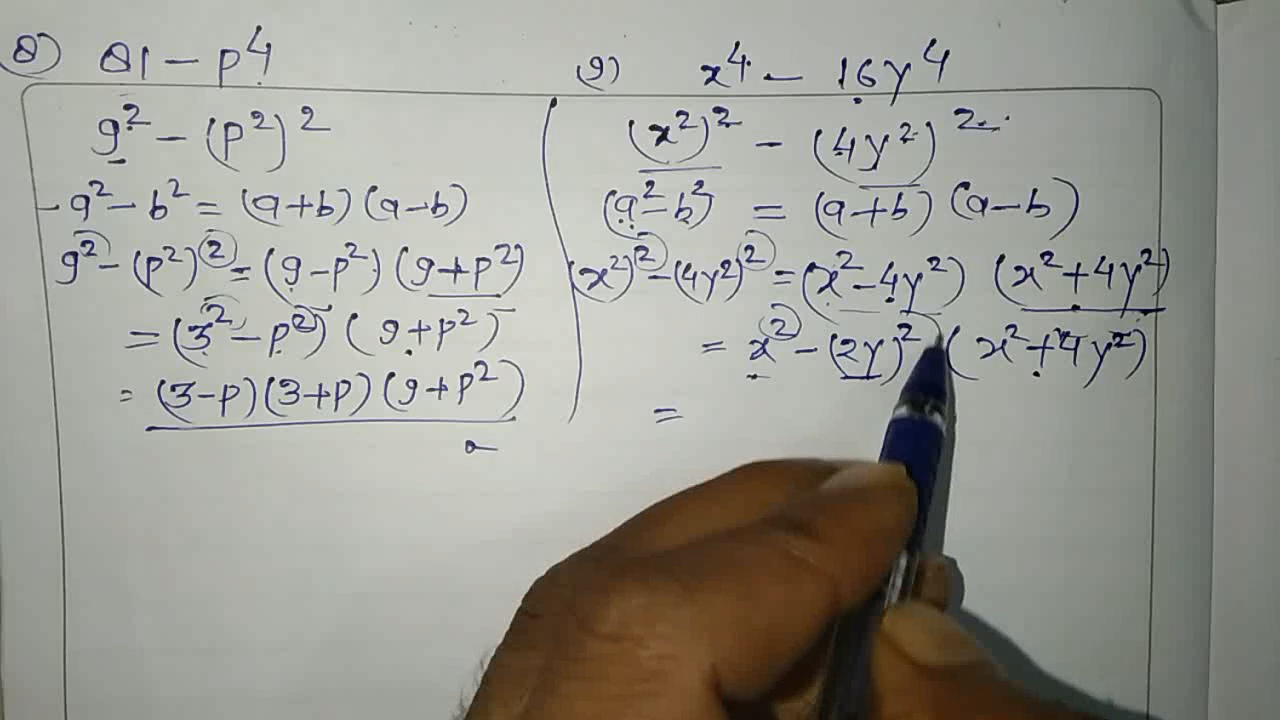 8) 81 − p⁴
9² − (p²)²
- a² − b² = (a+b) (a−b)
9² − (p²)² = (9−p²) (9+p²)
= (3² − p²) (9+p²)
= (3−p)(3+p)(9+p²)
9) x⁴ − 16y⁴
(x²)² − (4y²)²
(a²−b²) = (a+b) (a−b)
(x²)² − (4y²)² = (x²−4y²) (x²+4y²)
= x² − (2y)² (x²+4y²)
=